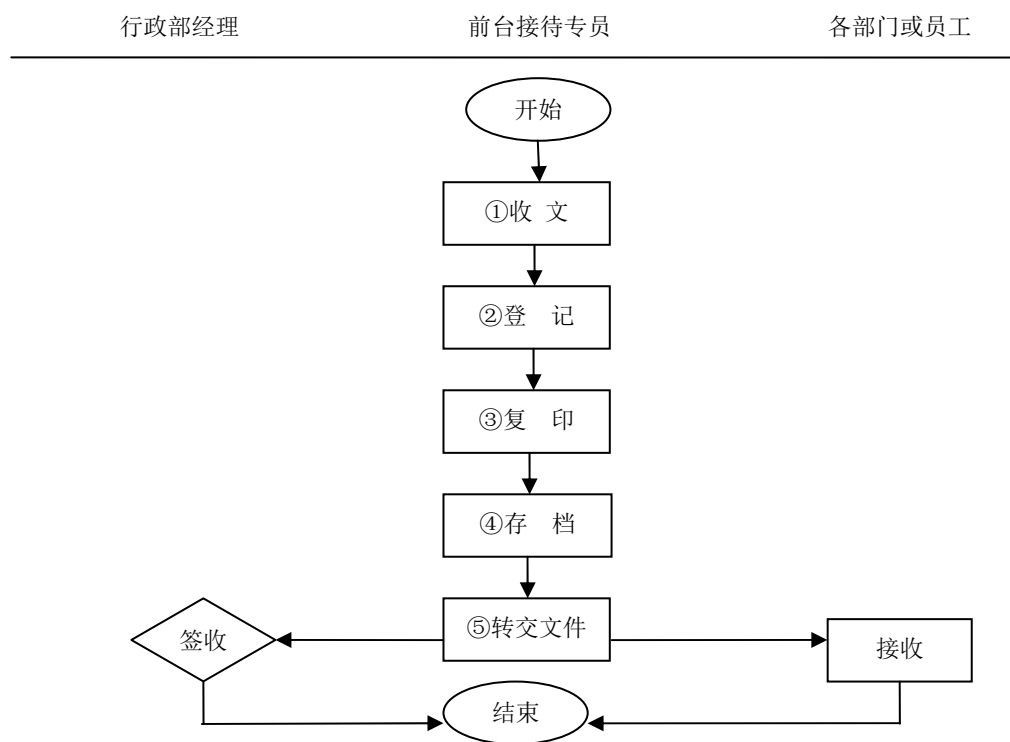 行政部经理 前台接待专员 各部门或员工
开始
①收 文
②登 记
③复 印
④存 档
⑤转交文件
签收
接收
结束